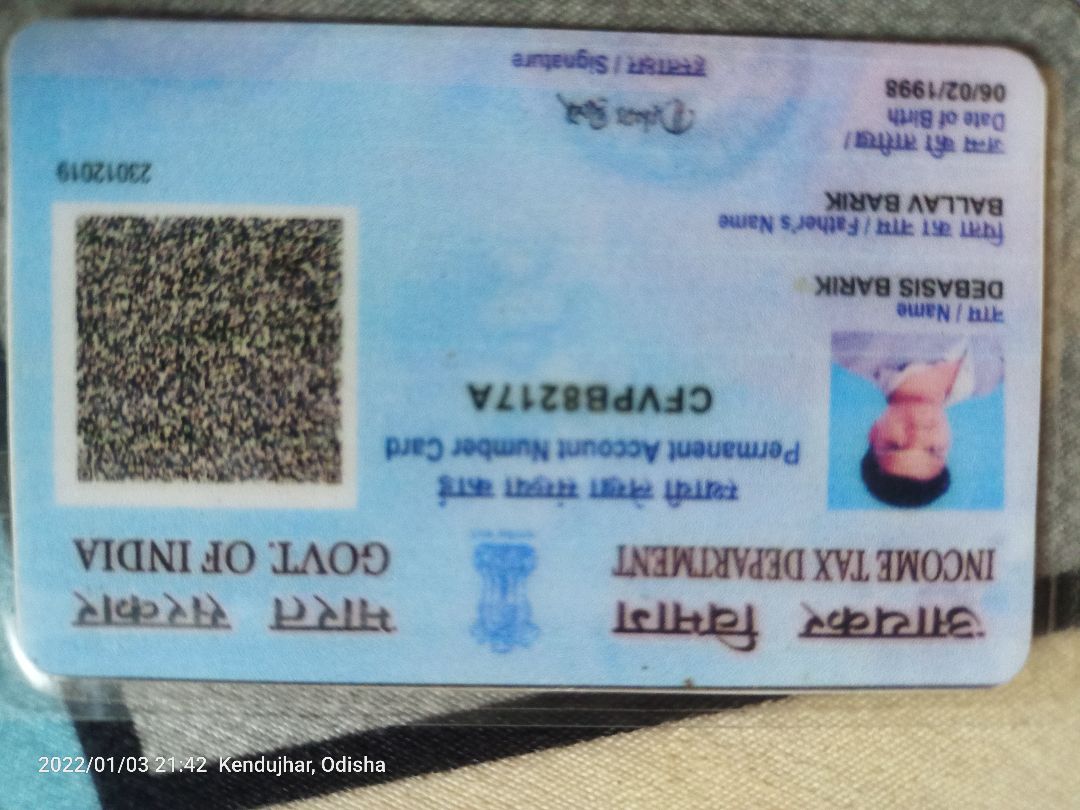 आयकर विभाग
INCOME TAX DEPARTMENT
भारत सरकार
GOVT. OF INDIA
स्थायी लेखा संख्या कार्ड
Permanent Account Number Card
CFVPB8217A
नाम / Name
DEBASIS BARIK
पिता का नाम / Father's Name
BALLAV BARIK
जन्म की तारीख /
Date of Birth
06/02/1998
हस्ताक्षर / Signature
23012019
2022/01/03 21:42 Kendujhar, Odisha